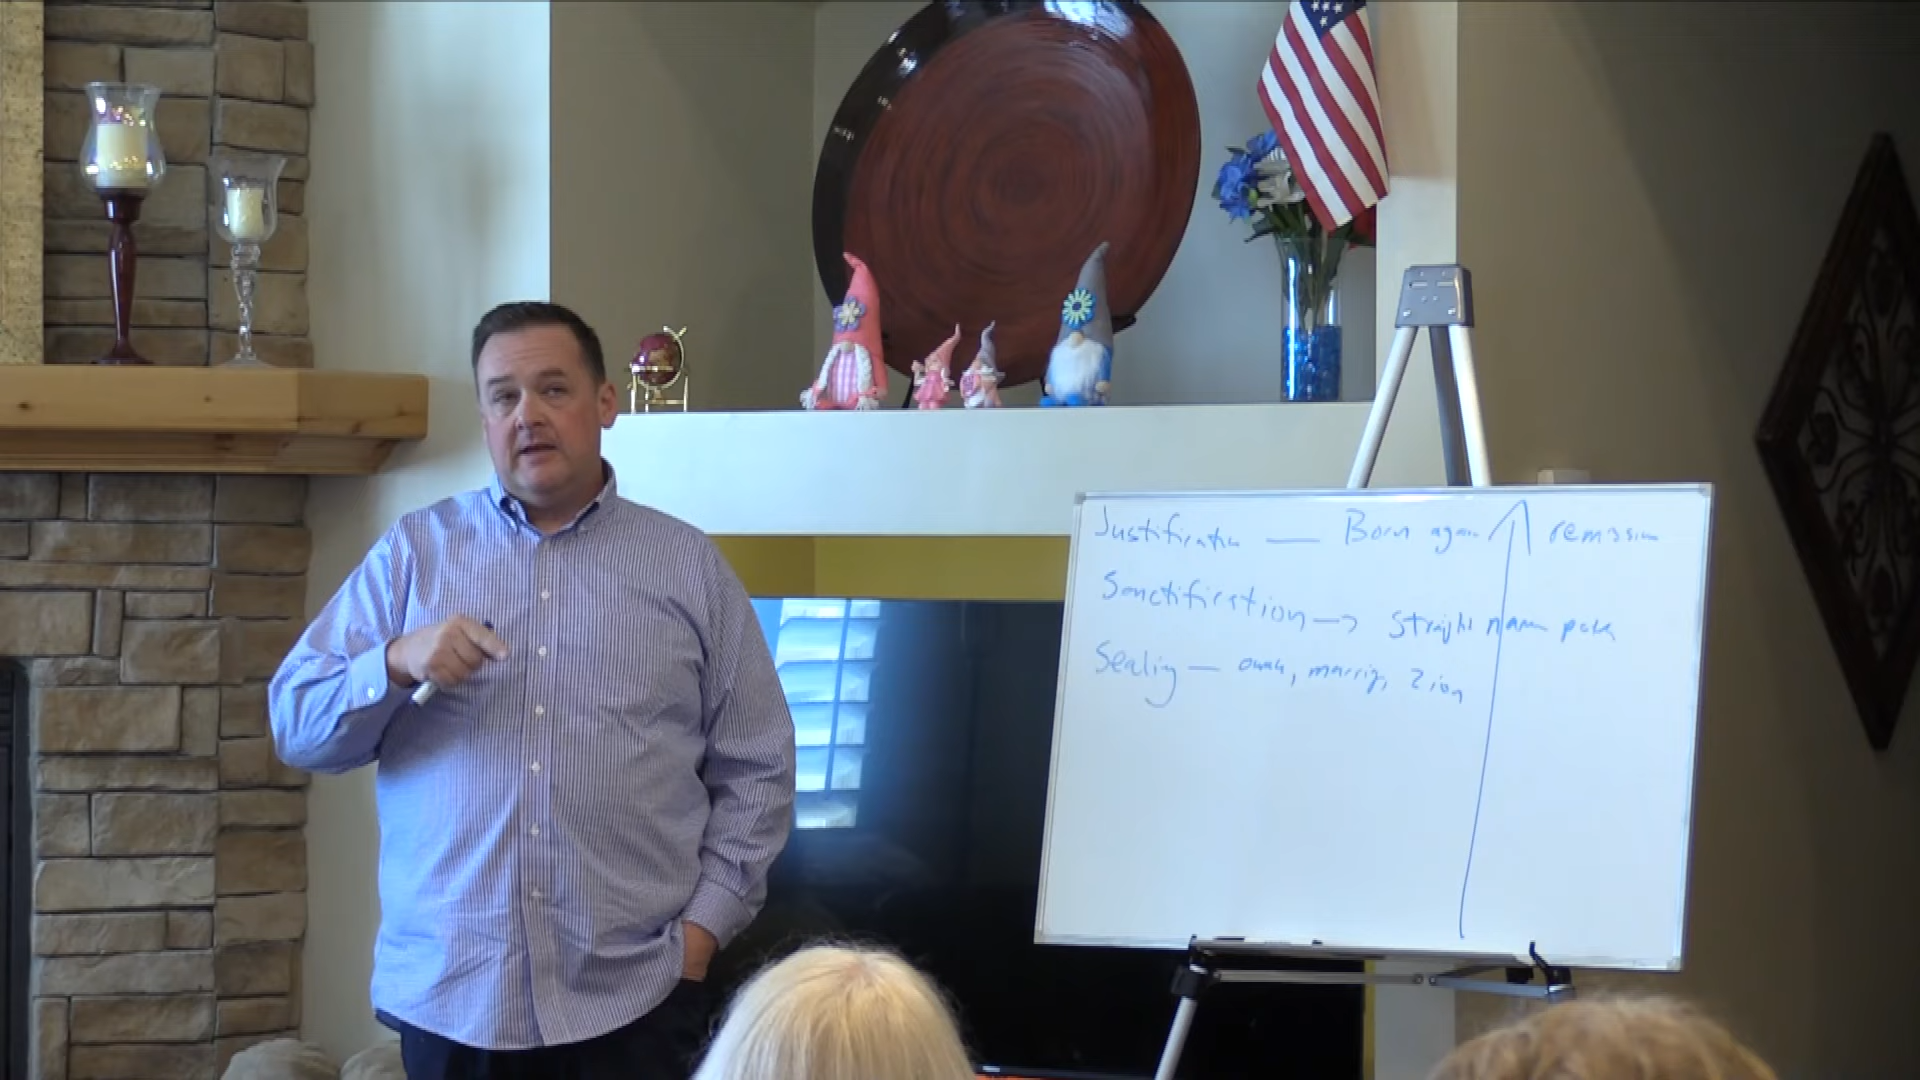 Justification — Born again remission
Sanctification → straight narrow path
Sealing — oath, marriage, Zion